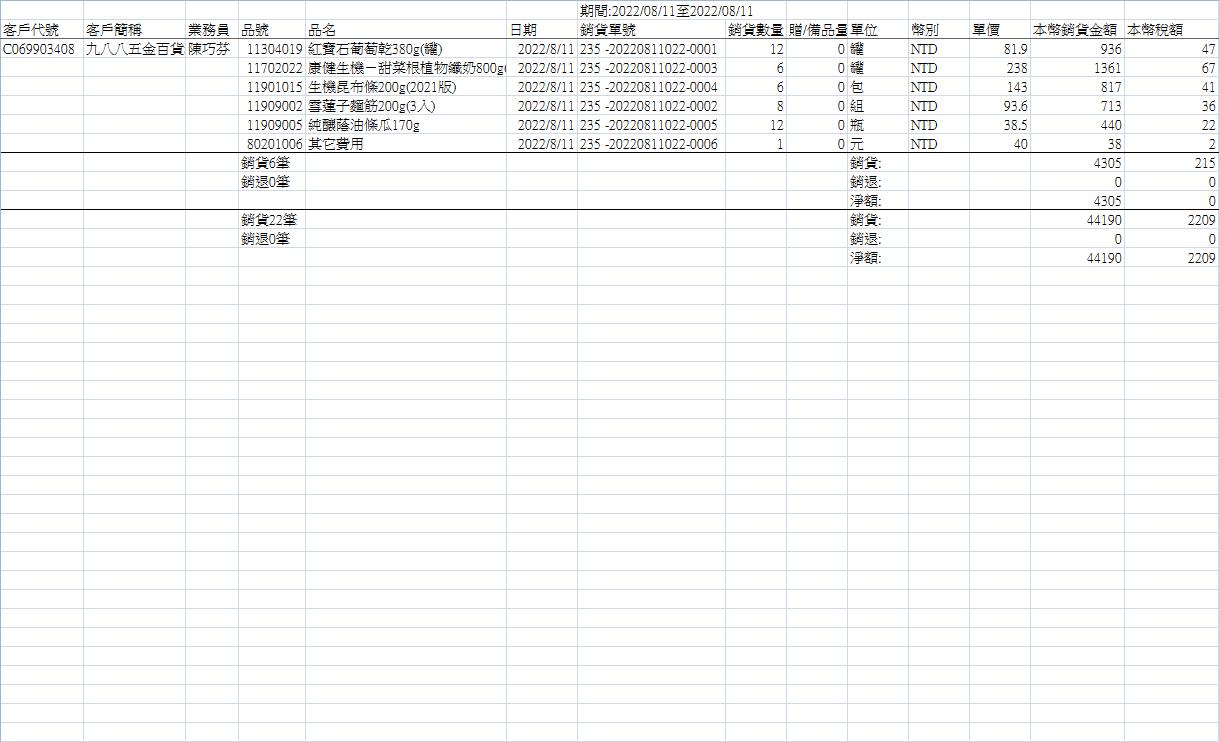 期間:2022/08/11至2022/08/11
客戶代號 客戶簡稱 業務員 品號 品名 日期 銷貨單號 銷貨數量 贈/備品量 單位 幣別 單價 本幣銷貨金額 本幣稅額
C069903408 九八八五金百貨 陳巧芬 11304019 紅寶石葡萄乾380g(罐) 2022/8/11 235 -20220811022-0001 12 0 罐 NTD 81.9 936 47
11702022 康健生機－甜菜根植物纖奶800g( 2022/8/11 235 -20220811022-0003 6 0 罐 NTD 238 1361 67
11901015 生機昆布條200g(2021版) 2022/8/11 235 -20220811022-0004 6 0 包 NTD 143 817 41
11909002 雪蓮子麵筋200g(3入) 2022/8/11 235 -20220811022-0002 8 0 組 NTD 93.6 713 36
11909005 純釀蔭油條瓜170g 2022/8/11 235 -20220811022-0005 12 0 瓶 NTD 38.5 440 22
80201006 其它費用 2022/8/11 235 -20220811022-0006 1 0 元 NTD 40 38 2
銷貨6筆 銷貨: 4305 215
銷退0筆 銷退: 0 0
淨額: 4305 0
銷貨22筆 銷貨: 44190 2209
銷退0筆 銷退: 0 0
淨額: 44190 2209